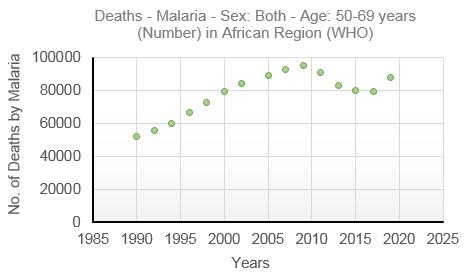 Deaths - Malaria - Sex: Both - Age: 50-69 years
(Number) in African Region (WHO)
No. of Deaths by Malaria
100000
80000
60000
40000
20000
0
1985 1990 1995 2000 2005 2010 2015 2020 2025
Years